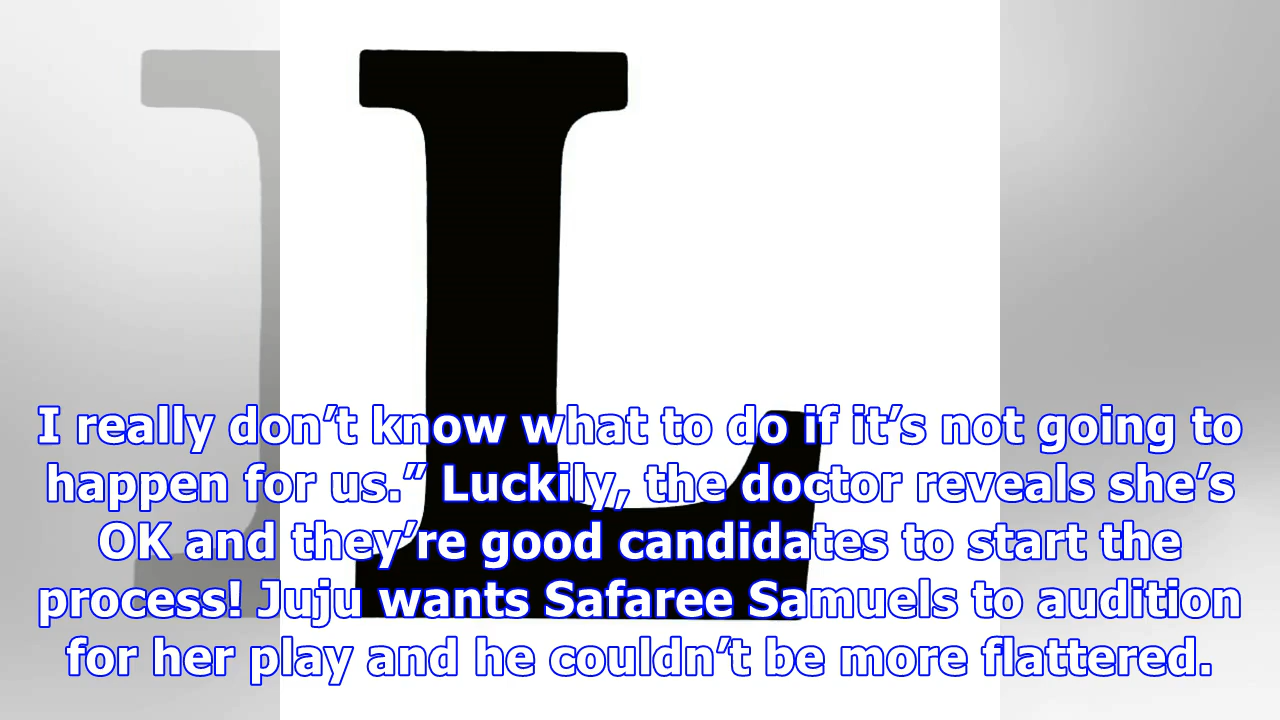 L
I really don’t know what to do if it’s not going to
happen for us.” Luckily, the doctor reveals she’s
OK and they’re good candidates to start the
process! Juju wants Safaree Samuels to audition
for her play and he couldn’t be more flattered.